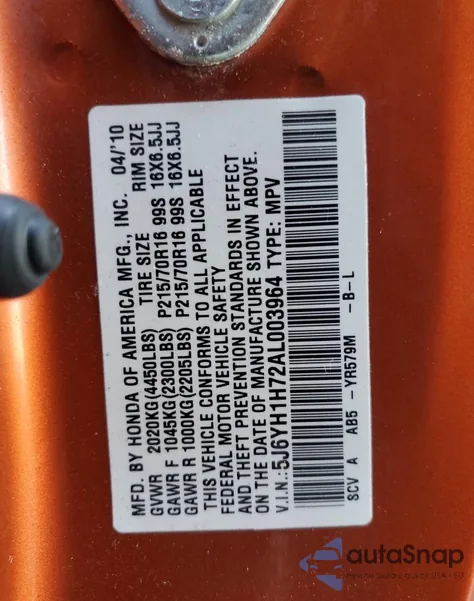 MFD. BY HONDA OF AMERICA MFG., INC. 04/'10
TIRE SIZE RIM SIZE
GVWR 2020KG(4450LBS)
GAWR F 1045KG(2300LBS) P215/70R16 99S 16X6.5JJ
GAWR R 1000KG(2205LBS) P215/70R16 99S 16X6.5JJ
THIS VEHICLE CONFORMS TO ALL APPLICABLE
FEDERAL MOTOR VEHICLE SAFETY
AND THEFT PREVENTION STANDARDS IN EFFECT
ON THE DATE OF MANUFACTURE SHOWN ABOVE.
V.I.N.: 5J6YH1H72AL003964 TYPE: MPV
SCV A AB5 -YR579M -B-L
autoSnap